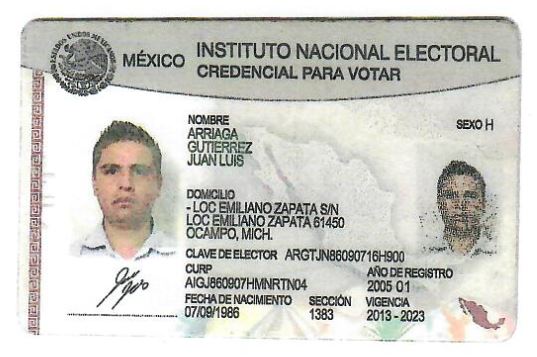 ESTADOS UNIDOS MEXICANOS
MÉXICO
INSTITUTO NACIONAL ELECTORAL
CREDENCIAL PARA VOTAR
NOMBRE
ARRIAGA
GUTIERREZ
JUAN LUIS
SEXO H
DOMICILIO
- LOC EMILIANO ZAPATA S/N
LOC EMILIANO ZAPATA 61450
OCAMPO, MICH.
CLAVE DE ELECTOR ARGTJN86090716H900
CURP AÑO DE REGISTRO
AIGJ860907HMNRTN04 2005 01
FECHA DE NACIMIENTO SECCIÓN VIGENCIA
07/09/1986 1383 2013 - 2023